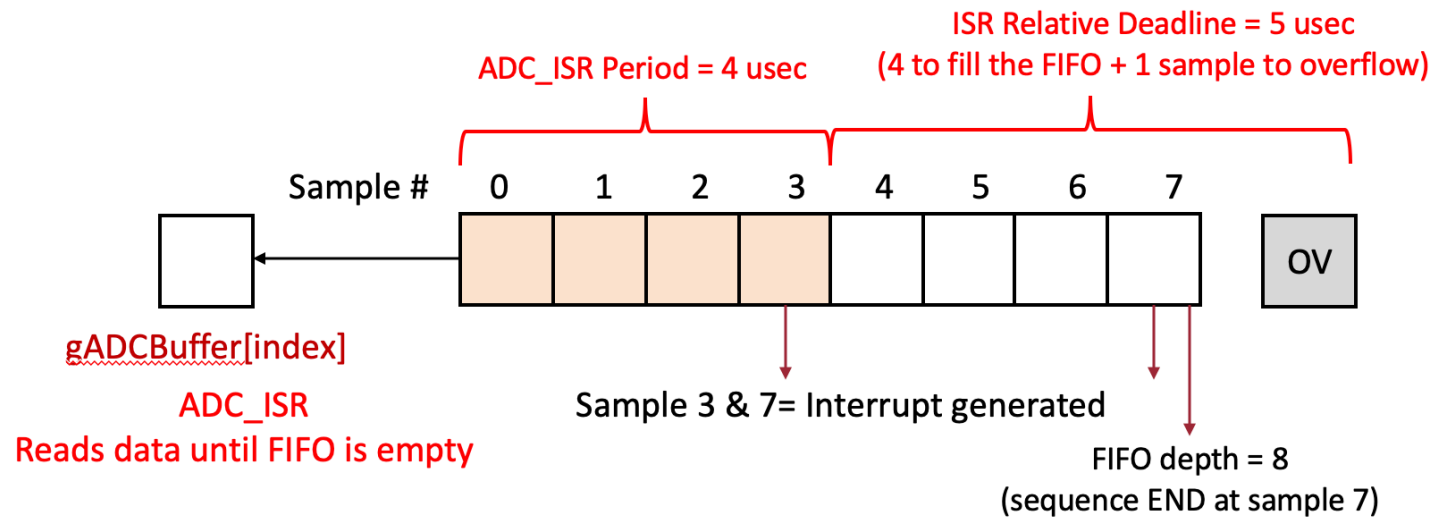 ISR Relative Deadline = 5 usec
(4 to fill the FIFO + 1 sample to overflow)
ADC_ISR Period = 4 usec
Sample # 0 1 2 3 4 5 6 7
OV
gADCBuffer[index]
ADC_ISR
Reads data until FIFO is empty
Sample 3 & 7= Interrupt generated
FIFO depth = 8
(sequence END at sample 7)